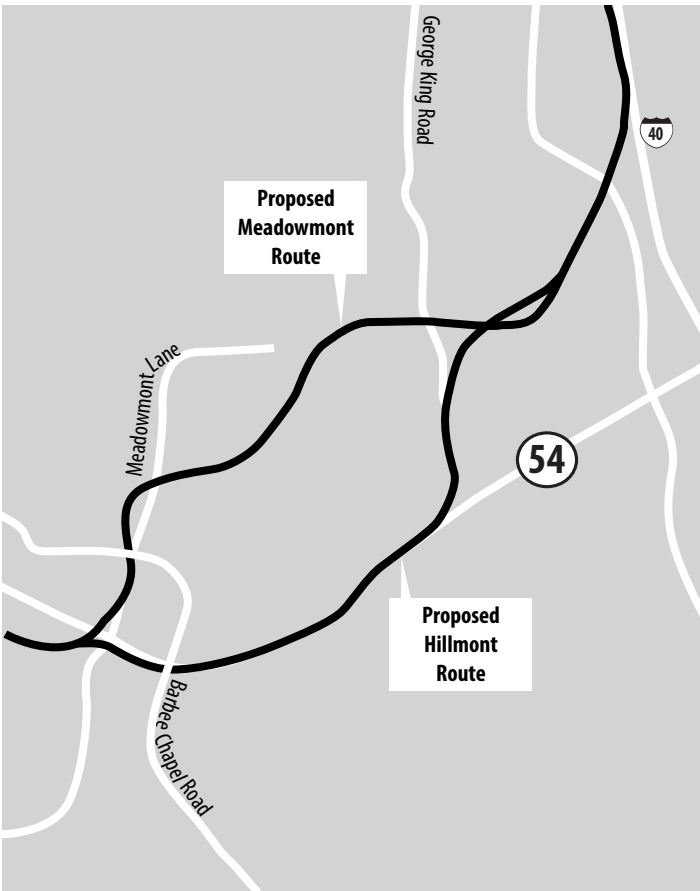 George King Road
40
Proposed
Meadowmont
Route
Meadowmont Lane
54
Proposed
Hillmont
Route
Barbee Chapel Road